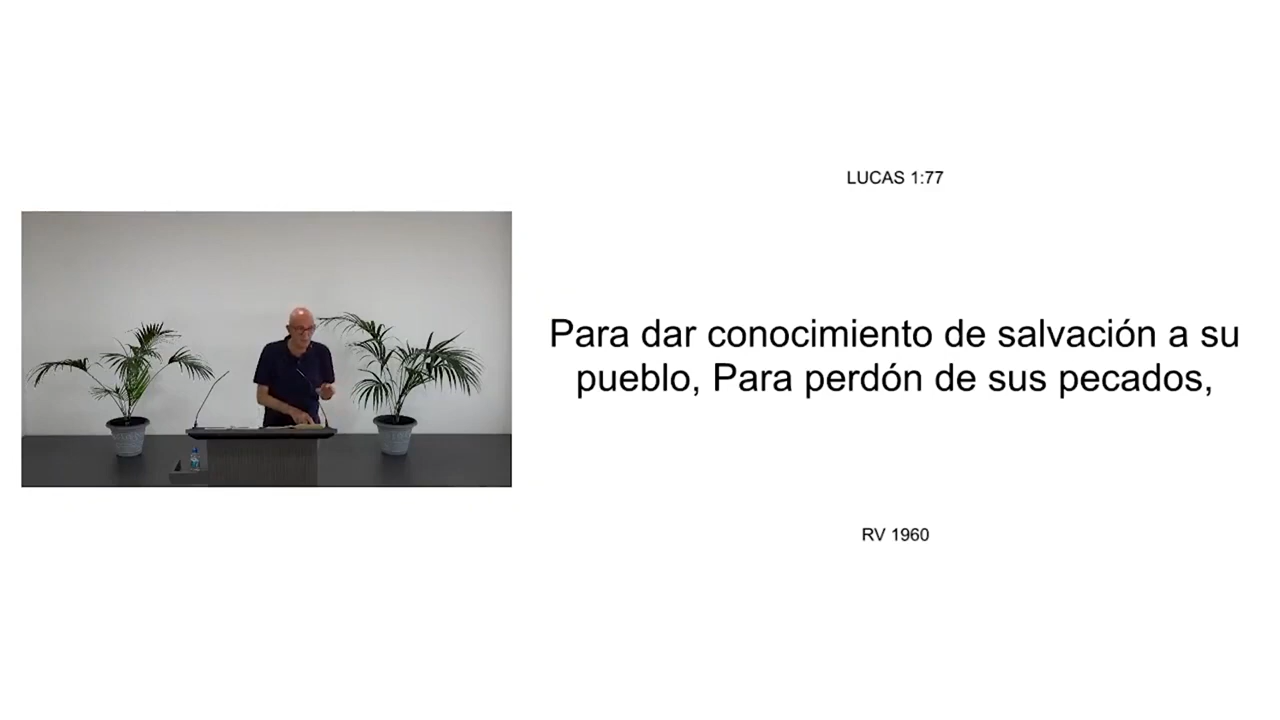 LUCAS 1:77
Para dar conocimiento de salvación a su
pueblo, Para perdón de sus pecados,
RV 1960